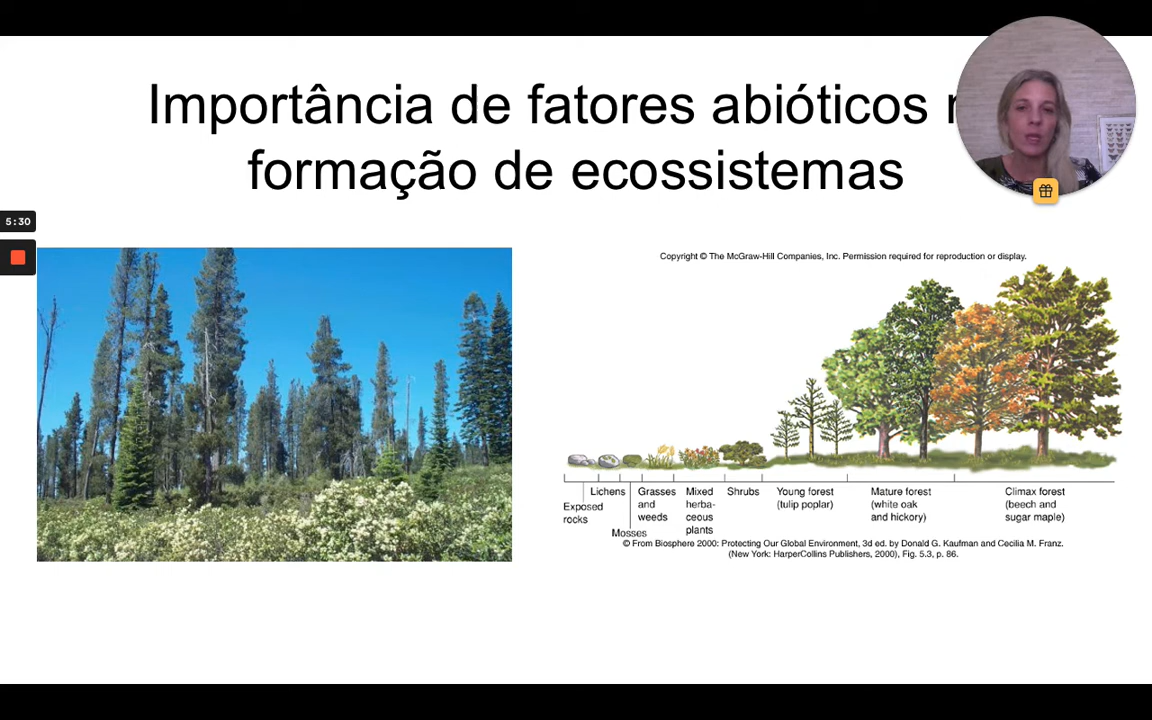 Importância de fatores abióticos
formação de ecossistemas
5:30
Copyright © The McGraw-Hill Companies, Inc. Permission required for reproduction or display.
Exposed
rocks
Lichens
Mosses
Grasses
and
weeds
Mixed
herba-
ceous
plants
Shrubs
Young forest
(tulip poplar)
Mature forest
(white oak
and hickory)
Climax forest
(beech and
sugar maple)
© From Biosphere 2000: Protecting Our Global Environment, 3d ed. by Donald G. Kaufman and Cecilia M. Franz.
(New York: HarperCollins Publishers, 2000), Fig. 5.3, p. 86.